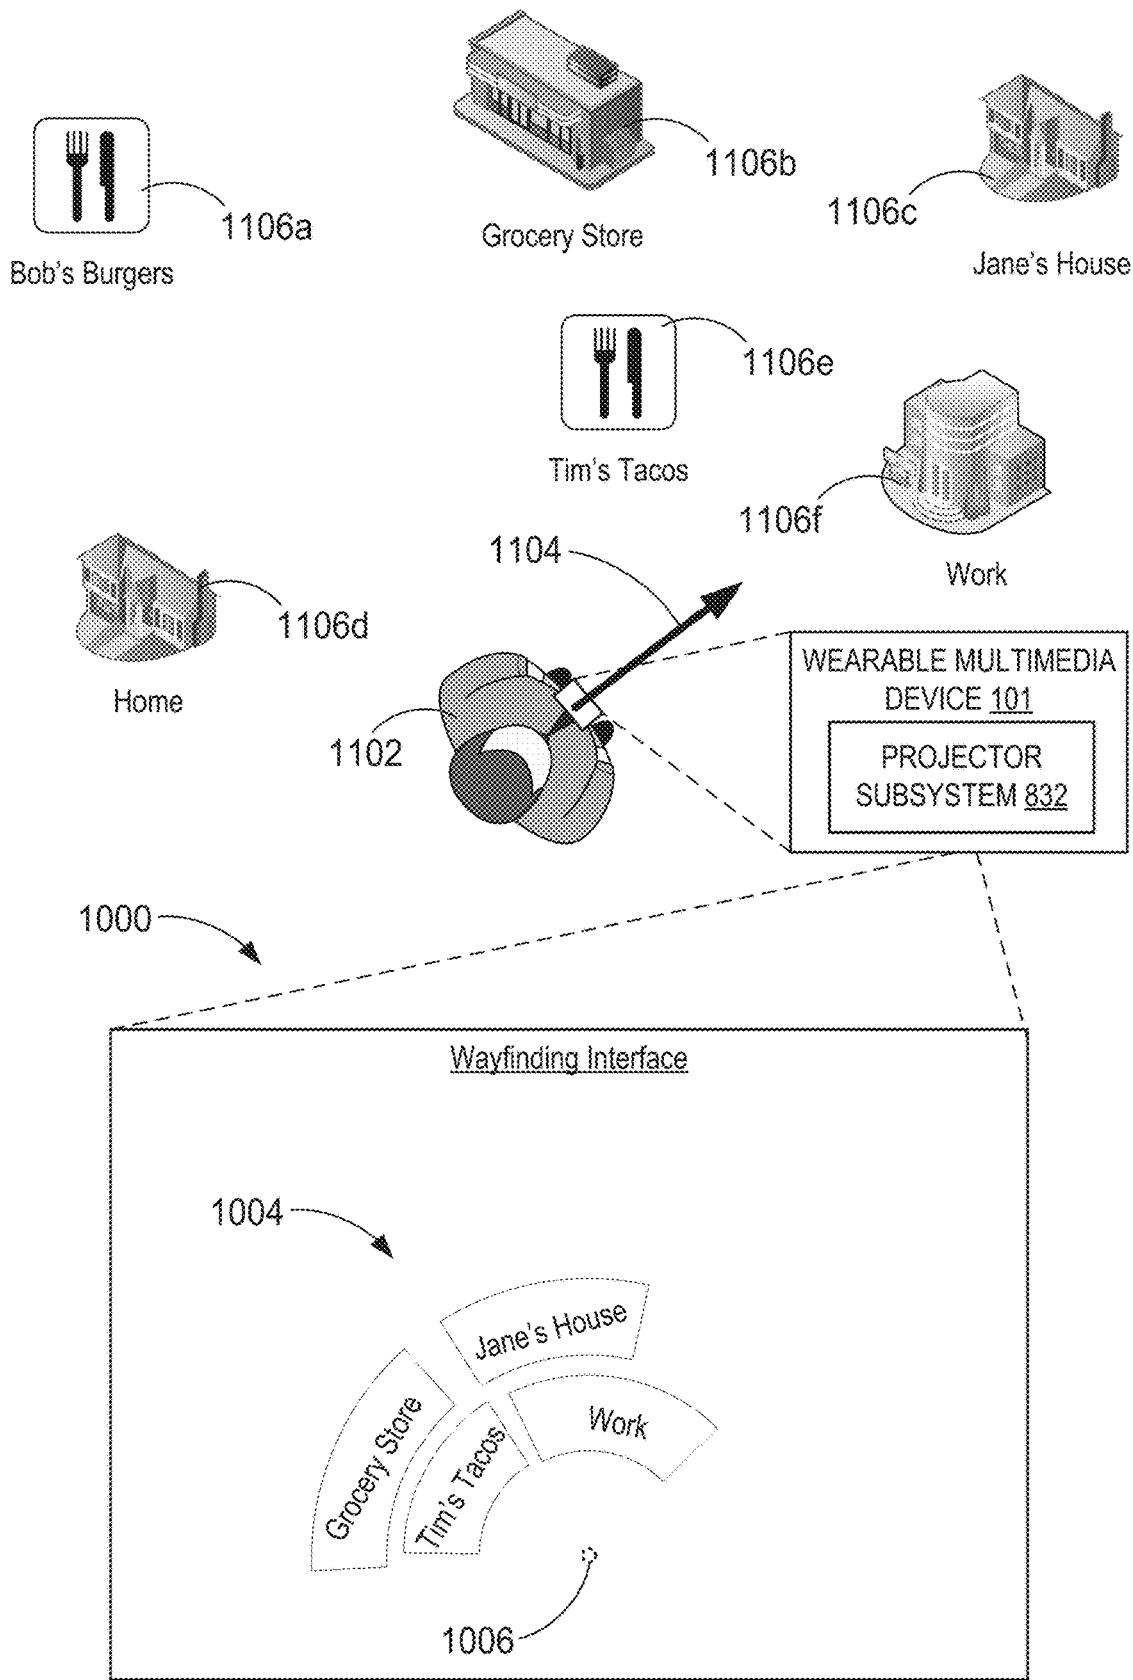 1106b
1106a
1106c
Grocery Store
Bob's Burgers
Jane's House
1106e
Tim's Tacos
1106f
1104
Work
1106d
Home
1102
WEARABLE MULTIMEDIA
DEVICE 101
PROJECTOR
SUBSYSTEM 832
1000
Wayfinding Interface
1004
Jane's House
Work
Grocery Store
Tim's Tacos
1006